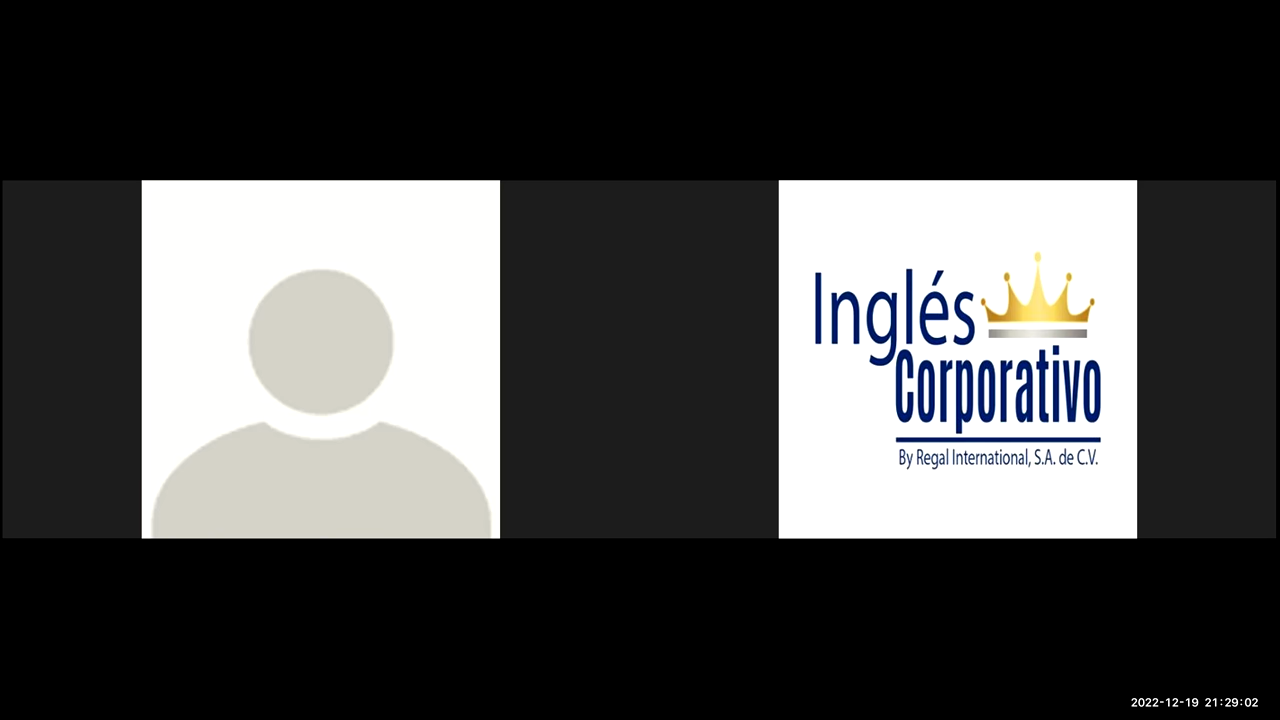 Inglés
Corporativo
By Regal International, S.A. de C.V.
2022-12-19 21:29:02